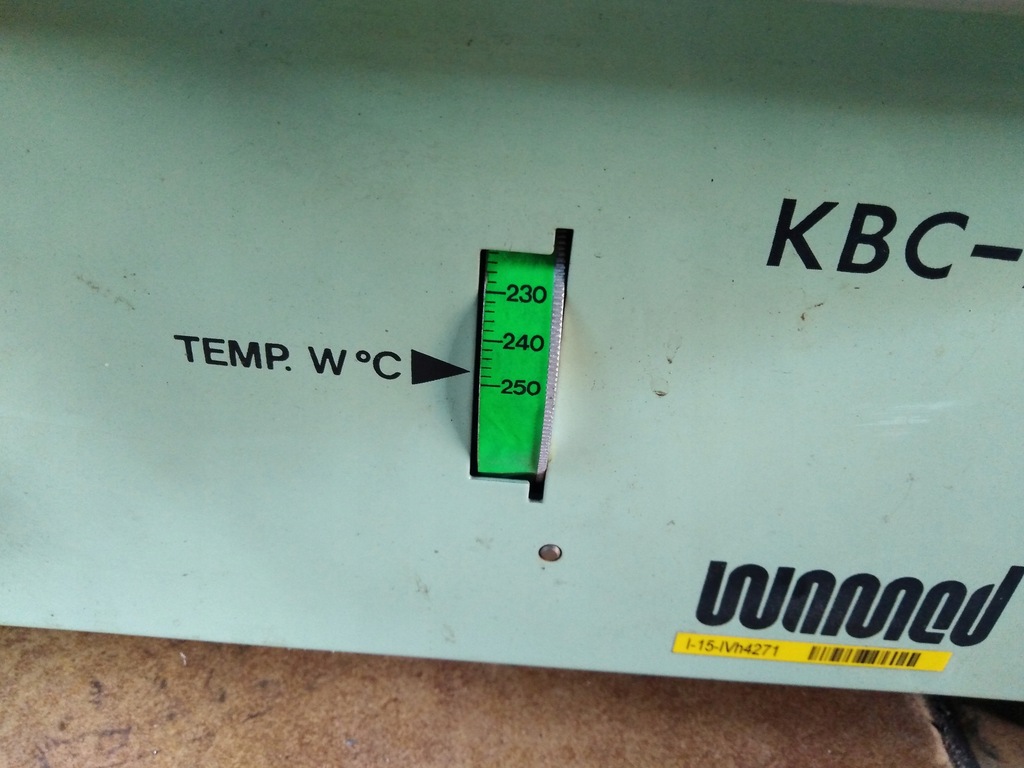 KBC-
230
240
TEMP. W °C
250
wamed
I-15-IVh4271